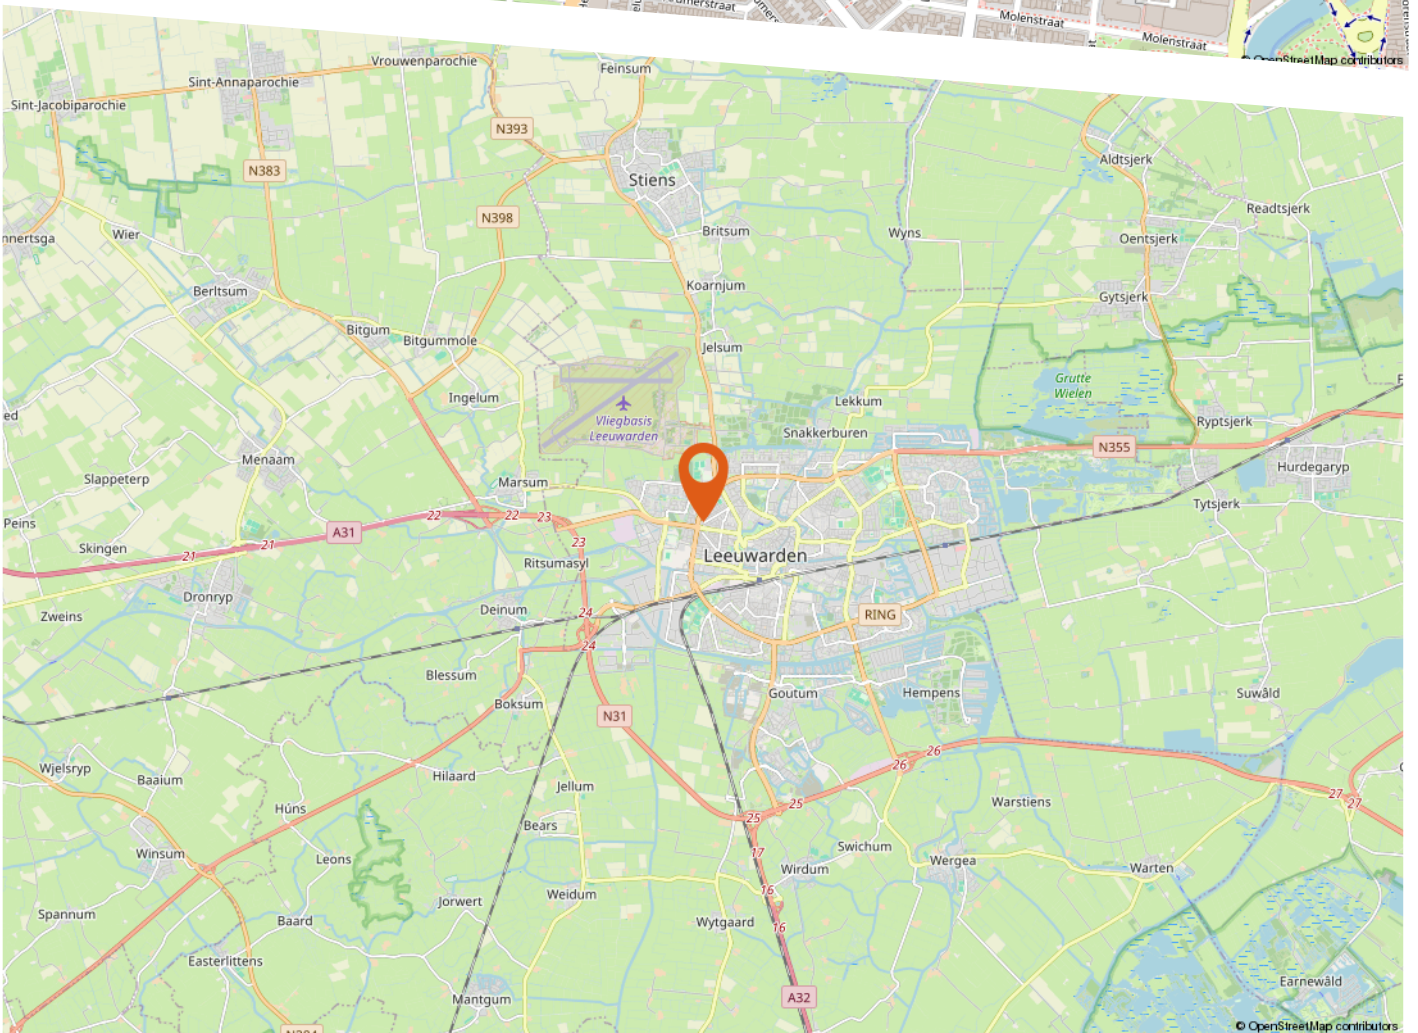 Molenstraat
Molenstraat
© OpenStreetMap contributors
Vrouwenparochie
Feinsum
Sint-Annaparochie
Sint-Jacobiparochie
N393
Aldtsjerk
N383
Stiens
Readtsjerk
N398
Britsum
Wyns
Wier
Oentsjerk
Koarnjum
Berltsum
Gytsjerk
Bitgum
Bitgummole
Jelsum
Grutte
Wielen
Ingelum
Lekkum
Vliegbasis
Leeuwarden
Snakkerburen
Ryptsjerk
N355
Menaam
Hurdegaryp
Slappeterp
Marsum
Tytsjerk
22
22
23
Peins
A31
23
Skingen
21
21
Leeuwarden
Ritsumasyl
Dronryp
Zweins
Deinum
24
RING
24
Blessum
Goutum
Hempens
Suwâld
Boksum
N31
26
26
Wjelsryp
Baaium
Hilaard
Jellum
27
27
Húns
25
Warstiens
25
Bears
Winsum
Leons
17
Swichum
Wergea
Wirdum
Warten
16
Weidum
Jorwert
Spannum
Baard
Wytgaard
16
Easterlittens
Earnewâld
Mantgum
A32
© OpenStreetMap contributors